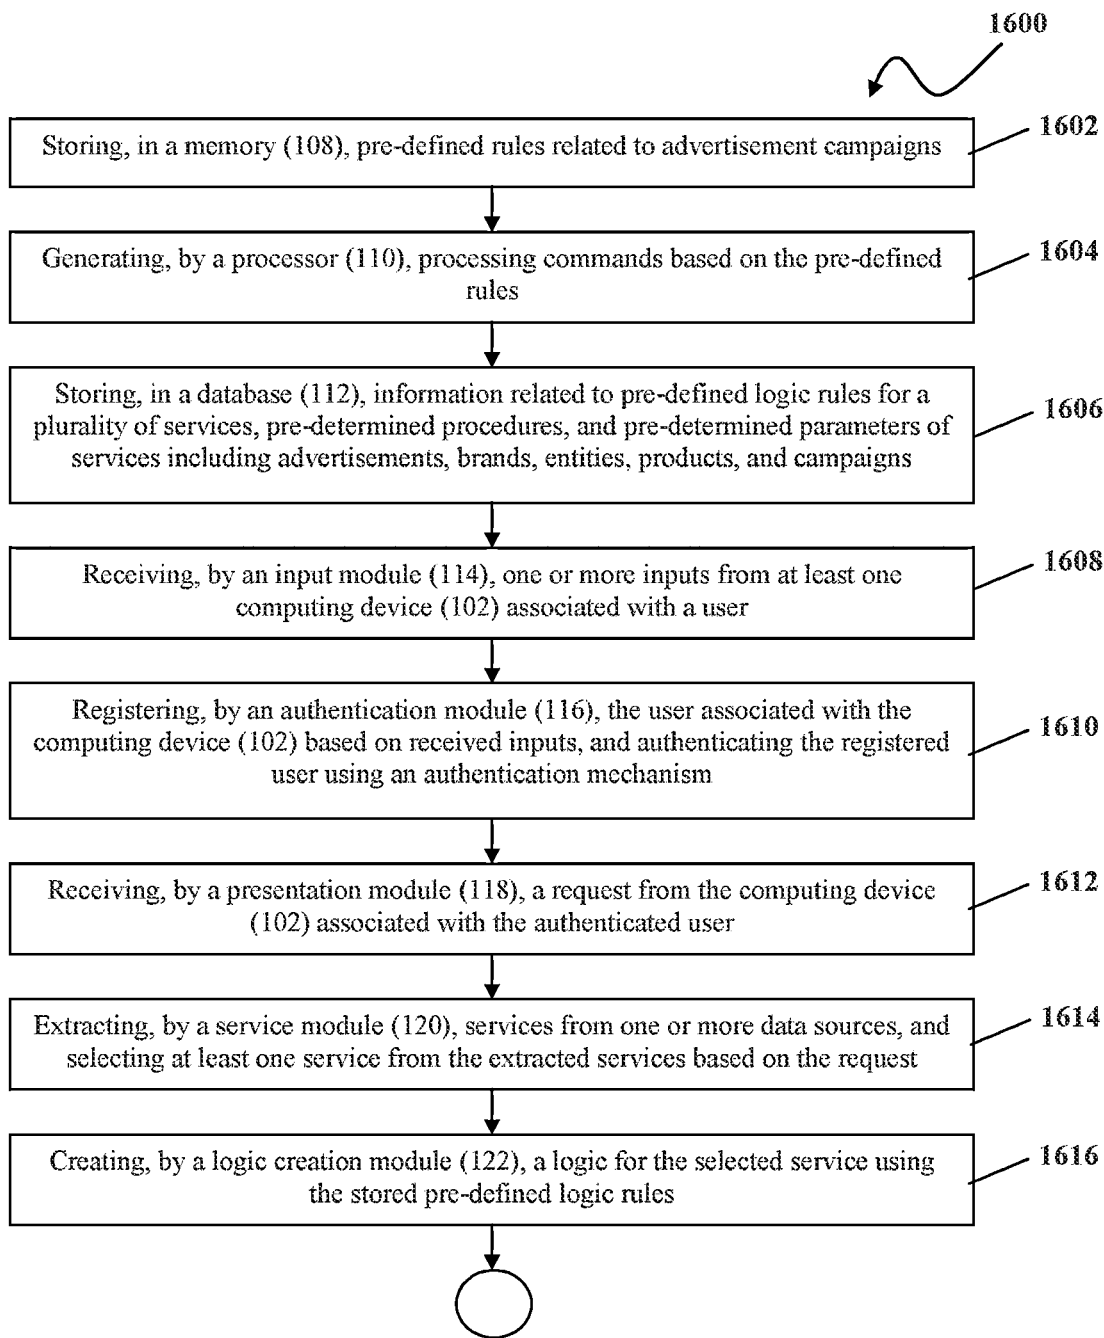 1600
1602
Storing, in a memory (108), pre-defined rules related to advertisement campaigns
1604
Generating, by a processor (110), processing commands based on the pre-defined
rules
1606
Storing, in a database (112), information related to pre-defined logic rules for a
plurality of services, pre-determined procedures, and pre-determined parameters of
services including advertisements, brands, entities, products, and campaigns
1608
Receiving, by an input module (114), one or more inputs from at least one
computing device (102) associated with a user
1610
Registering, by an authentication module (116), the user associated with the
computing device (102) based on received inputs, and authenticating the registered
user using an authentication mechanism
1612
Receiving, by a presentation module (118), a request from the computing device
(102) associated with the authenticated user
1614
Extracting, by a service module (120), services from one or more data sources, and
selecting at least one service from the extracted services based on the request
1616
Creating, by a logic creation module (122), a logic for the selected service using
the stored pre-defined logic rules